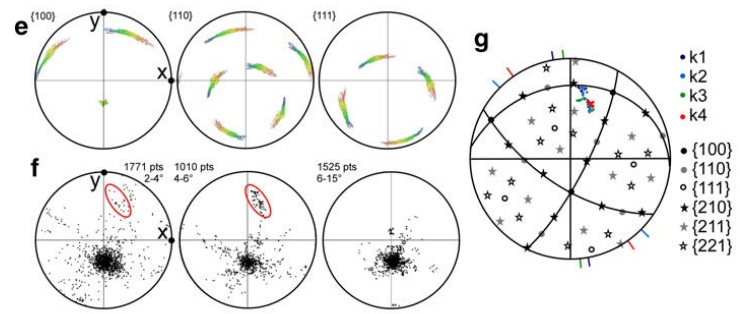 e
{100}
{110}
{111}
y
x
f
1771 pts
2-4°
1010 pts
4-6°
1525 pts
6-15°
y
x
g
k1
k2
k3
k4
{100}
{110}
{111}
{210}
{211}
{221}